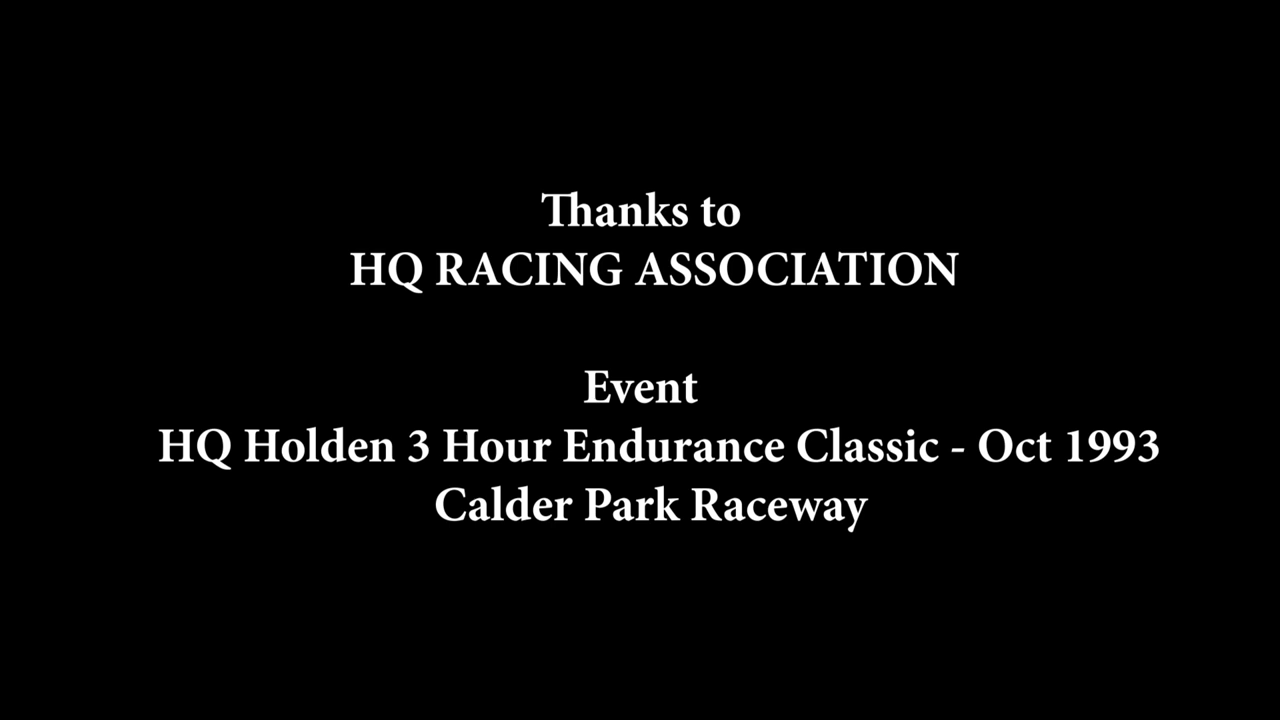 Thanks to
HQ RACING ASSOCIATION
Event
HQ Holden 3 Hour Endurance Classic - Oct 1993
Calder Park Raceway